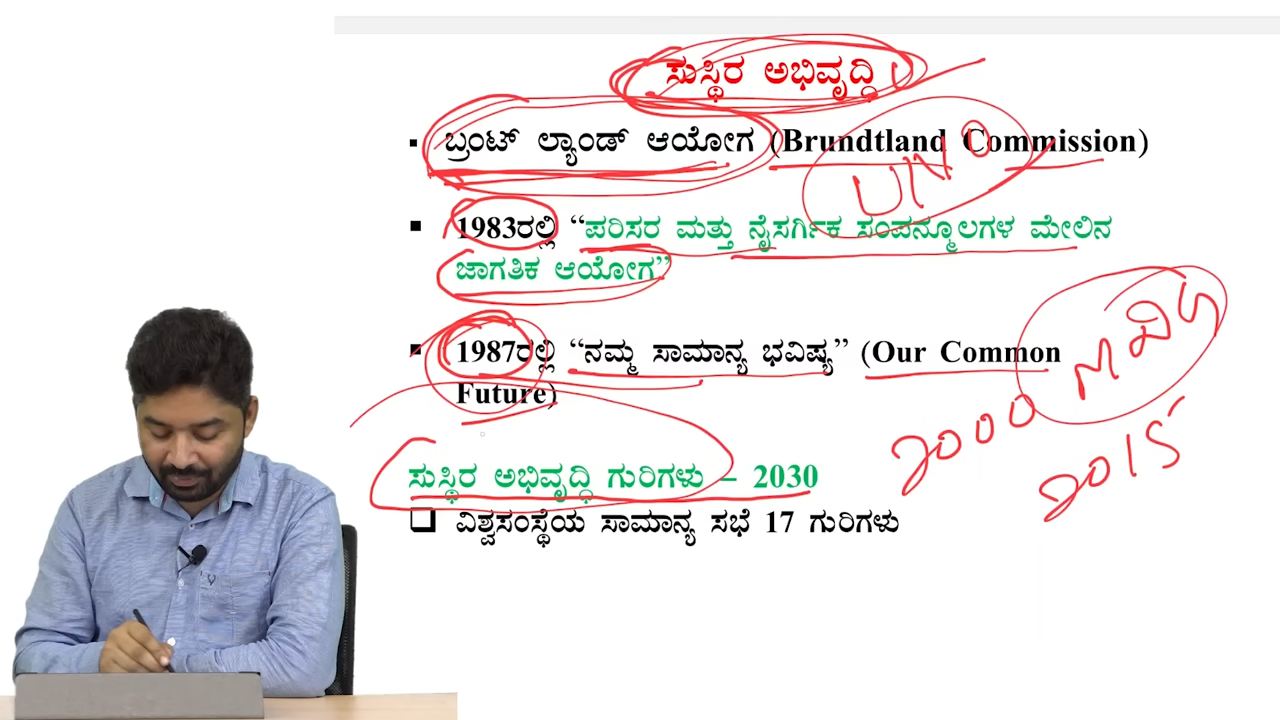 ಸುಸ್ಥಿರ ಅಭಿವೃದ್ಧಿ
▪ ಬ್ರಂಟ್ ಲ್ಯಾಂಡ್ ಆಯೋಗ (Brundtland Commission)
UNO
▪ 1983ರಲ್ಲಿ “ಪರಿಸರ ಮತ್ತು ನೈಸರ್ಗಿಕ ಸಂಪನ್ಮೂಲಗಳ ಮೇಲಿನ
ಜಾಗತಿಕ ಆಯೋಗ”
▪ 1987ರಲ್ಲಿ “ನಮ್ಮ ಸಾಮಾನ್ಯ ಭವಿಷ್ಯ” (Our Common
Future)
2000 MDG
2015
ಸುಸ್ಥಿರ ಅಭಿವೃದ್ಧಿ ಗುರಿಗಳು – 2030
❑ ವಿಶ್ವಸಂಸ್ಥೆಯ ಸಾಮಾನ್ಯ ಸಭೆ 17 ಗುರಿಗಳು